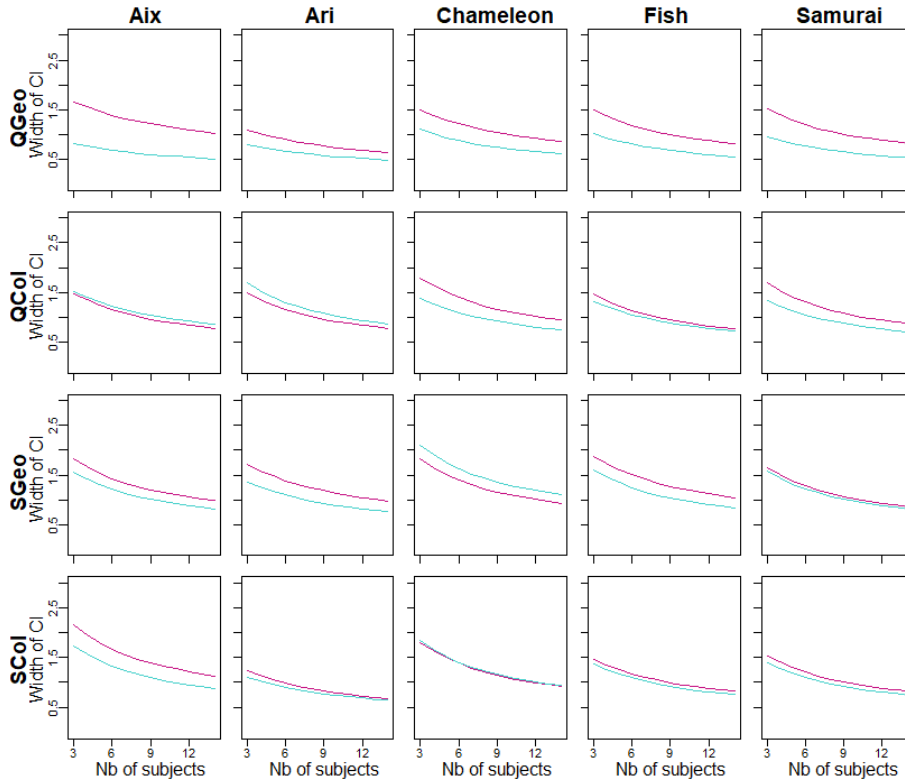 Aix Ari Chameleon Fish Samurai
QGeo
Width of CI
0.5 1.5 2.5
QCol
Width of CI
0.5 1.5 2.5
SGeo
Width of CI
0.5 1.5 2.5
SCol
Width of CI
0.5 1.5 2.5
3 6 9 12 3 6 9 12 3 6 9 12 3 6 9 12 3 6 9 12
Nb of subjects Nb of subjects Nb of subjects Nb of subjects Nb of subjects